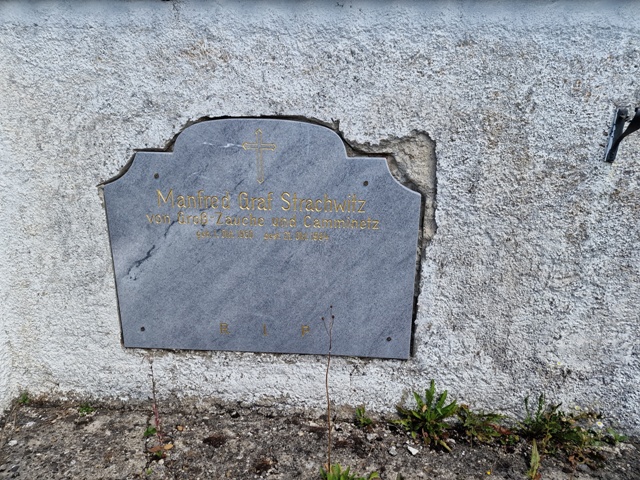 Manfred Graf Strachwitz
von Groß Zauche und Camminetz
R I P